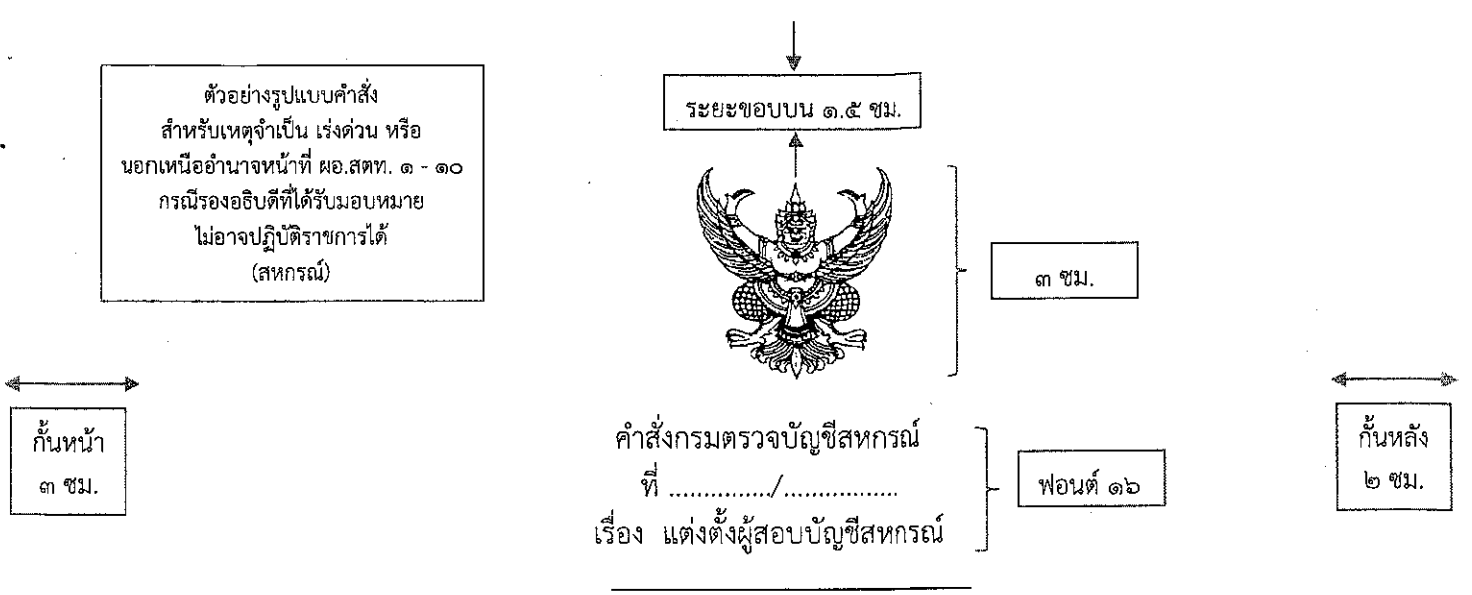 ตัวอย่างรูปแบบคำสั่ง
สำหรับเหตุจำเป็น เร่งด่วน หรือ
นอกเหนืออำนาจหน้าที่ ผอ.สตท. ๑ - ๑๐
กรณีรองอธิบดีที่ได้รับมอบหมาย
ไม่อาจปฏิบัติราชการได้
(สหกรณ์)
ระยะขอบบน ๑.๕ ซม.
๓ ซม.
กั้นหน้า
๓ ซม.
คำสั่งกรมตรวจบัญชีสหกรณ์
ที่ .............../.................
เรื่อง แต่งตั้งผู้สอบบัญชีสหกรณ์
ฟอนต์ ๑๖
กั้นหลัง
๒ ซม.